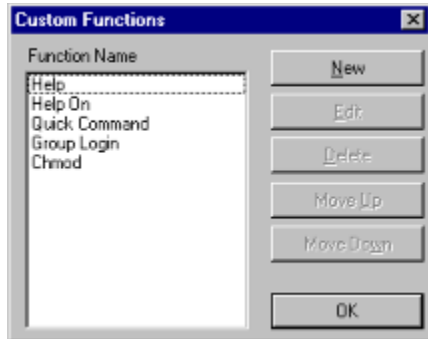 Custom Functions
Function Name
Help
Help On
Quick Command
Group Login
Chmod
New
Edit
Delete
Move Up
Move Down
OK